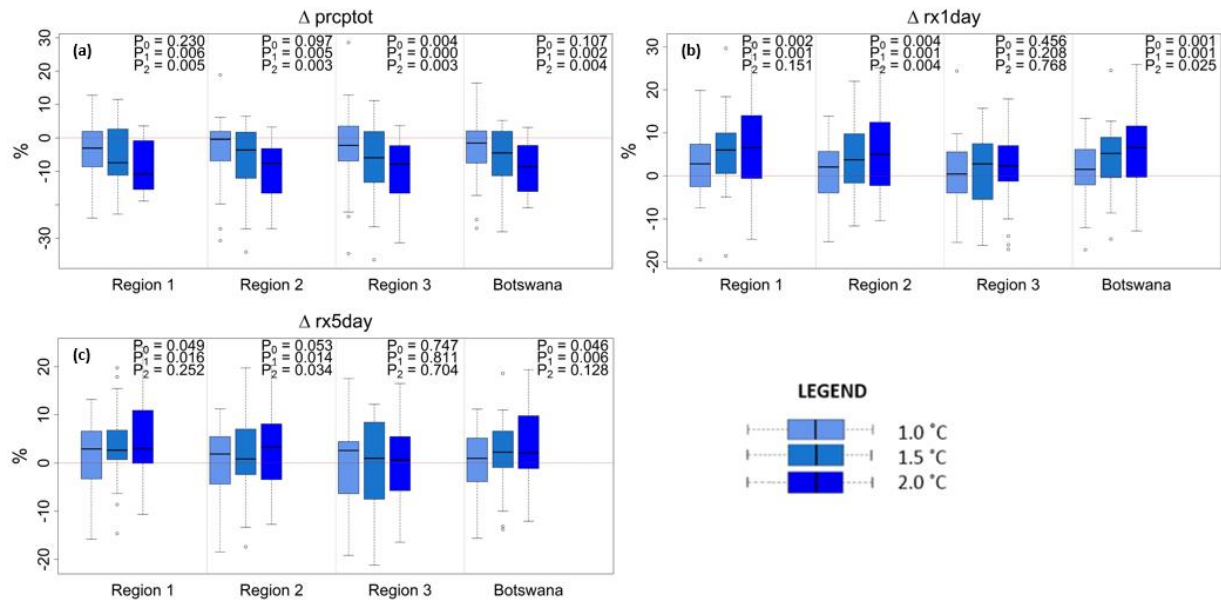 Δ prcptot
(a)
P0 = 0.230
P1 = 0.006
P2 = 0.005
P0 = 0.097
P1 = 0.005
P2 = 0.003
P0 = 0.004
P1 = 0.000
P2 = 0.003
P0 = 0.107
P1 = 0.002
P2 = 0.004
%
30
10
0
-10
-30
Region 1 Region 2 Region 3 Botswana
Δ rx1day
(b)
P0 = 0.002
P1 = 0.001
P2 = 0.151
P0 = 0.004
P1 = 0.001
P2 = 0.004
P0 = 0.456
P1 = 0.208
P2 = 0.768
P0 = 0.001
P1 = 0.001
P2 = 0.025
%
30
20
10
0
-10
-20
Region 1 Region 2 Region 3 Botswana
Δ rx5day
(c)
P0 = 0.049
P1 = 0.016
P2 = 0.252
P0 = 0.053
P1 = 0.014
P2 = 0.034
P0 = 0.747
P1 = 0.811
P2 = 0.704
P0 = 0.046
P1 = 0.006
P2 = 0.128
%
20
10
0
-10
-20
Region 1 Region 2 Region 3 Botswana
LEGEND
1.0 °C
1.5 °C
2.0 °C